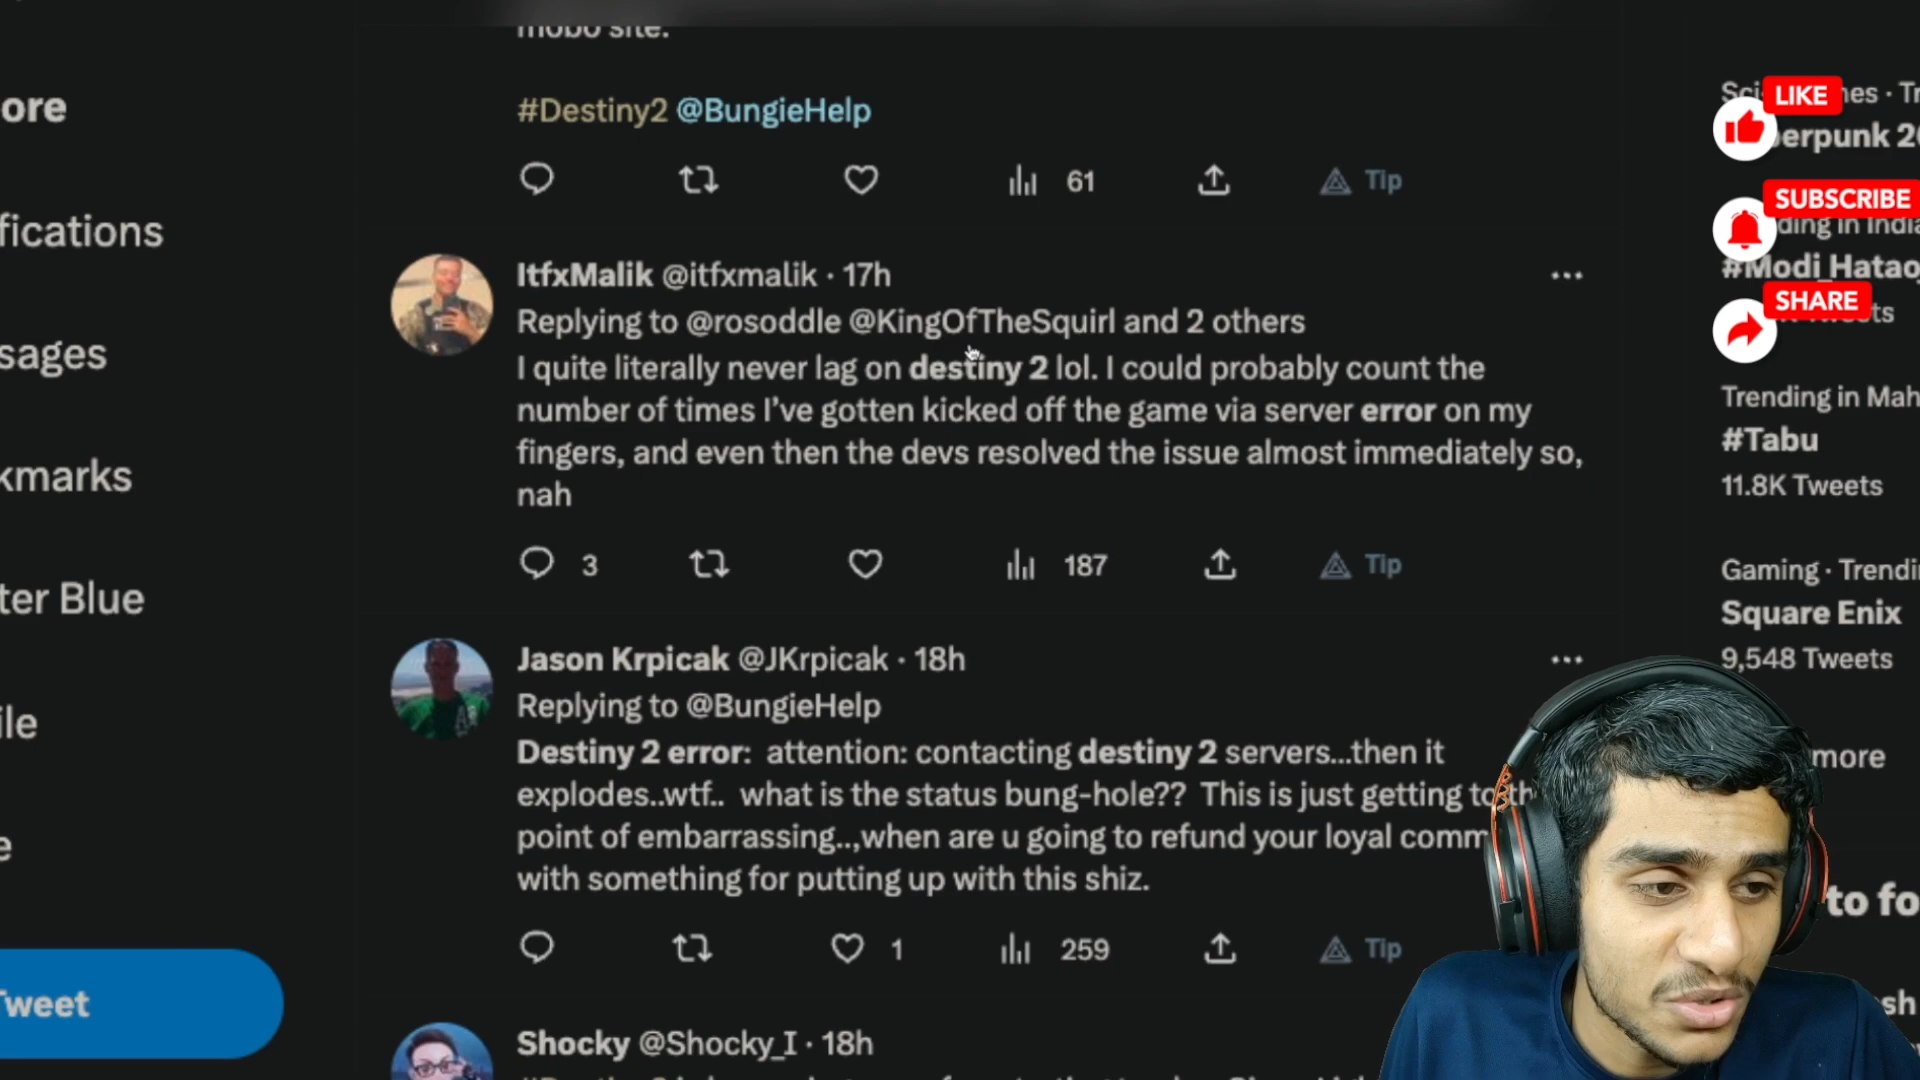 mobo site.
#Destiny2 @BungieHelp
61
Tip
ItfxMalik @itfxmalik · 17h
Replying to @rosoddle @KingOfTheSquirl and 2 others
I quite literally never lag on destiny 2 lol. I could probably count the
number of times I've gotten kicked off the game via server error on my
fingers, and even then the devs resolved the issue almost immediately so,
nah
3
187
Tip
Jason Krpicak @JKrpicak · 18h
Replying to @BungieHelp
Destiny 2 error: attention: contacting destiny 2 servers...then it
explodes..wtf.. what is the status bung-hole?? This is just getting to th
point of embarrassing..,when are u going to refund your loyal comm
with something for putting up with this shiz.
1
259
Tip
Shocky @Shocky_I · 18h
ore
fications
sages
kmarks
ter Blue
ile
e
Tweet
LIKE
SUBSCRIBE
SHARE
erpunk 20
ding in India
#Modi_Hatao
ts
Trending in Mah
#Tabu
11.8K Tweets
Gaming · Trendi
Square Enix
9,548 Tweets
more
to fo
sh